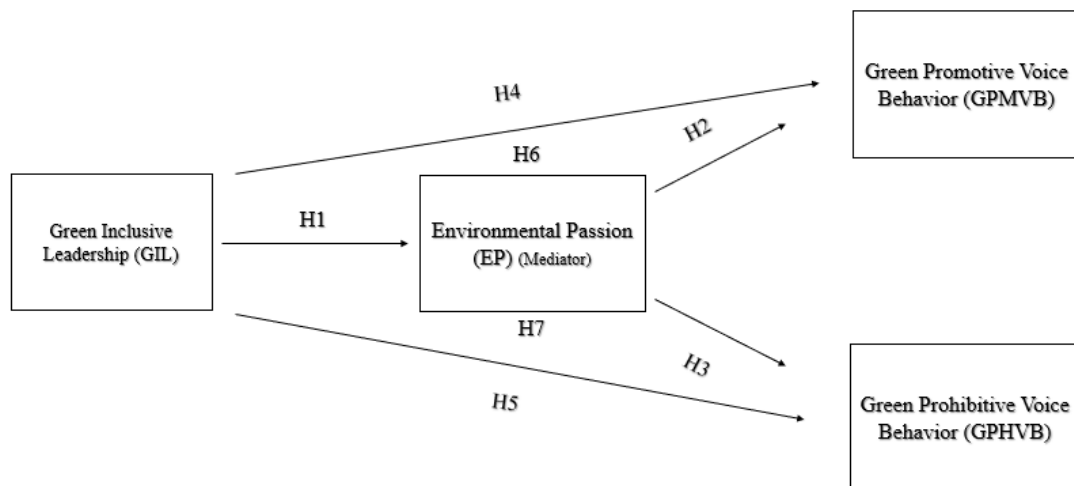 Green Promotive Voice
Behavior (GPMVB)
H4
H2
H6
Green Inclusive
Leadership (GIL)
H1
Environmental Passion
(EP) (Mediator)
H7
H3
H5
Green Prohibitive Voice
Behavior (GPHVB)